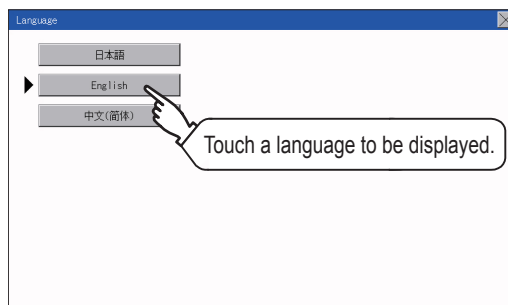 Language
日本語
English
中文(简体)
Touch a language to be displayed.